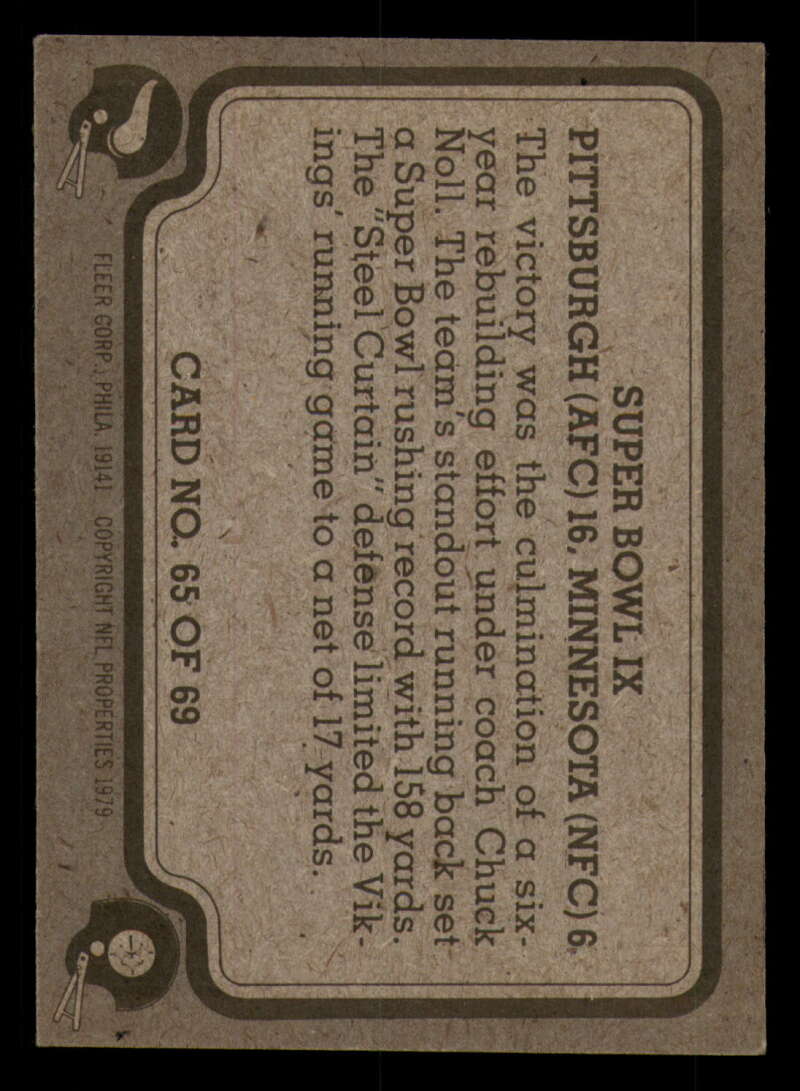 SUPER BOWL IX
PITTSBURGH (AFC) 16, MINNESOTA (NFC) 6
The victory was the culmination of a six-
year rebuilding effort under coach Chuck
Noll. The team's standout running back set
a Super Bowl rushing record with 158 yards.
The "Steel Curtain" defense limited the Vik-
ings' running game to a net of 17 yards.
CARD NO. 65 OF 69
FLEER CORP., PHILA. 19141 COPYRIGHT NFL PROPERTIES 1979